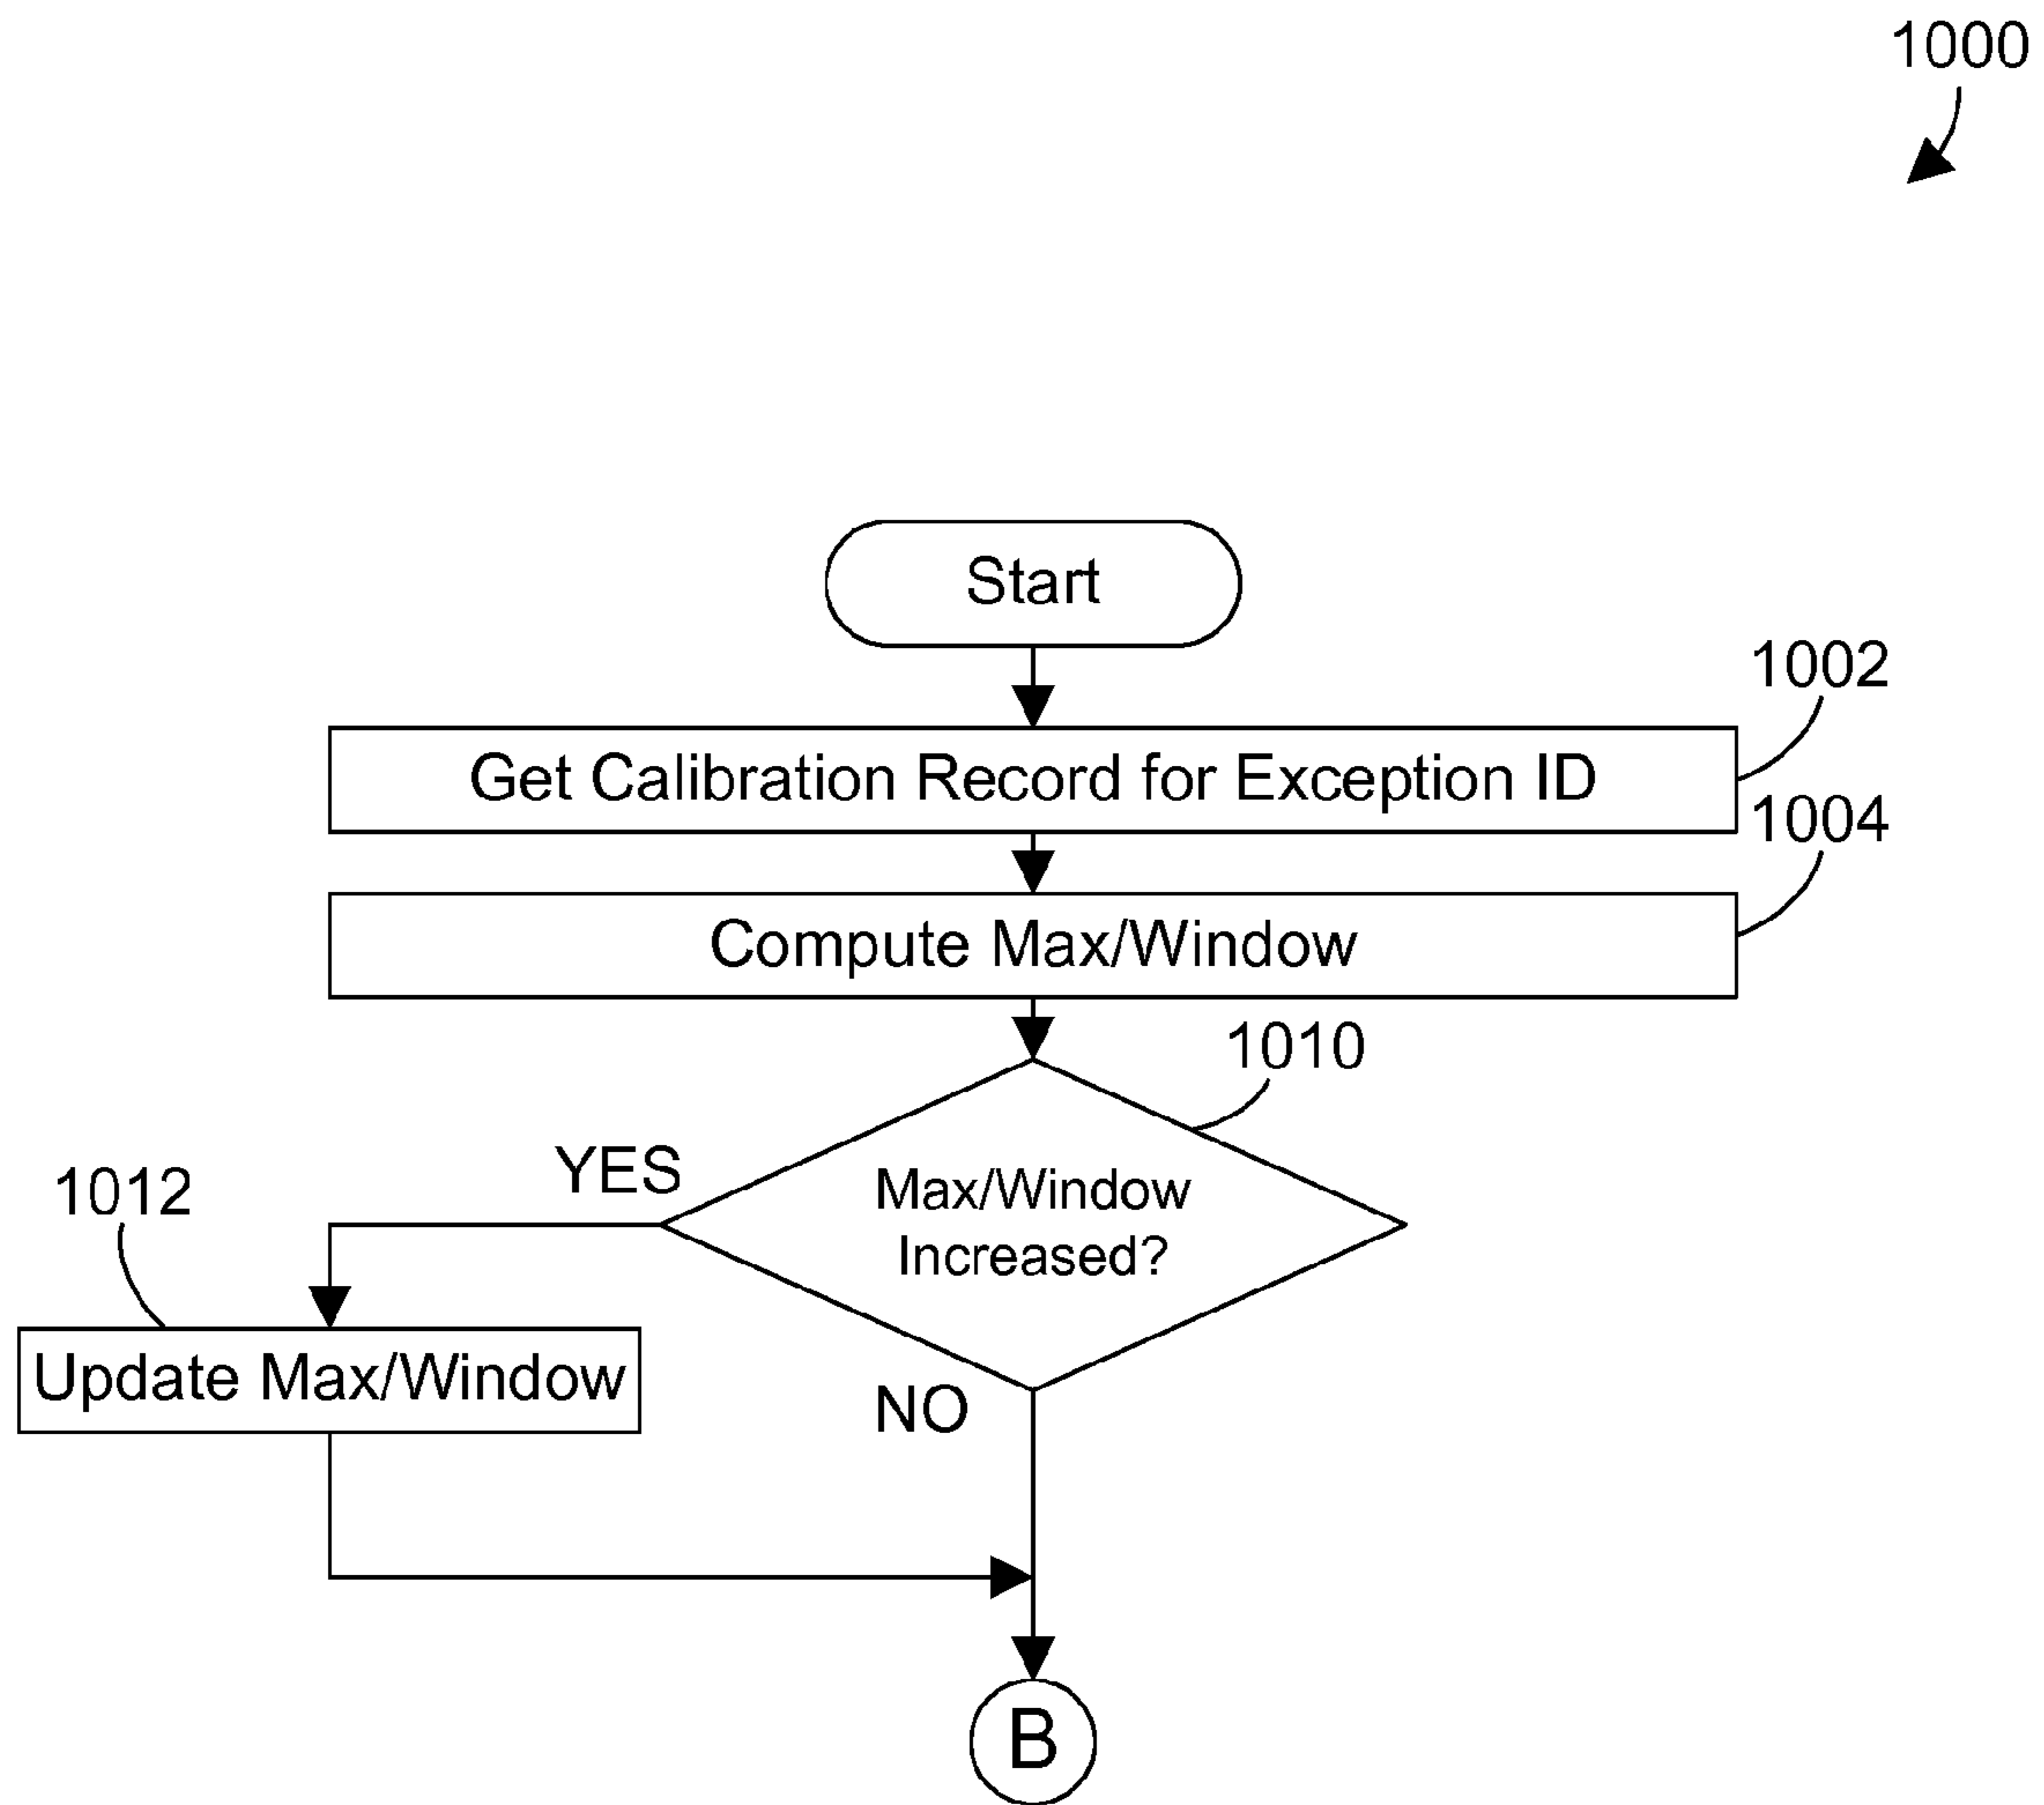 1000
Start
1002
Get Calibration Record for Exception ID
1004
Compute Max/Window
1010
YES
Max/Window
Increased?
1012
Update Max/Window
NO
B